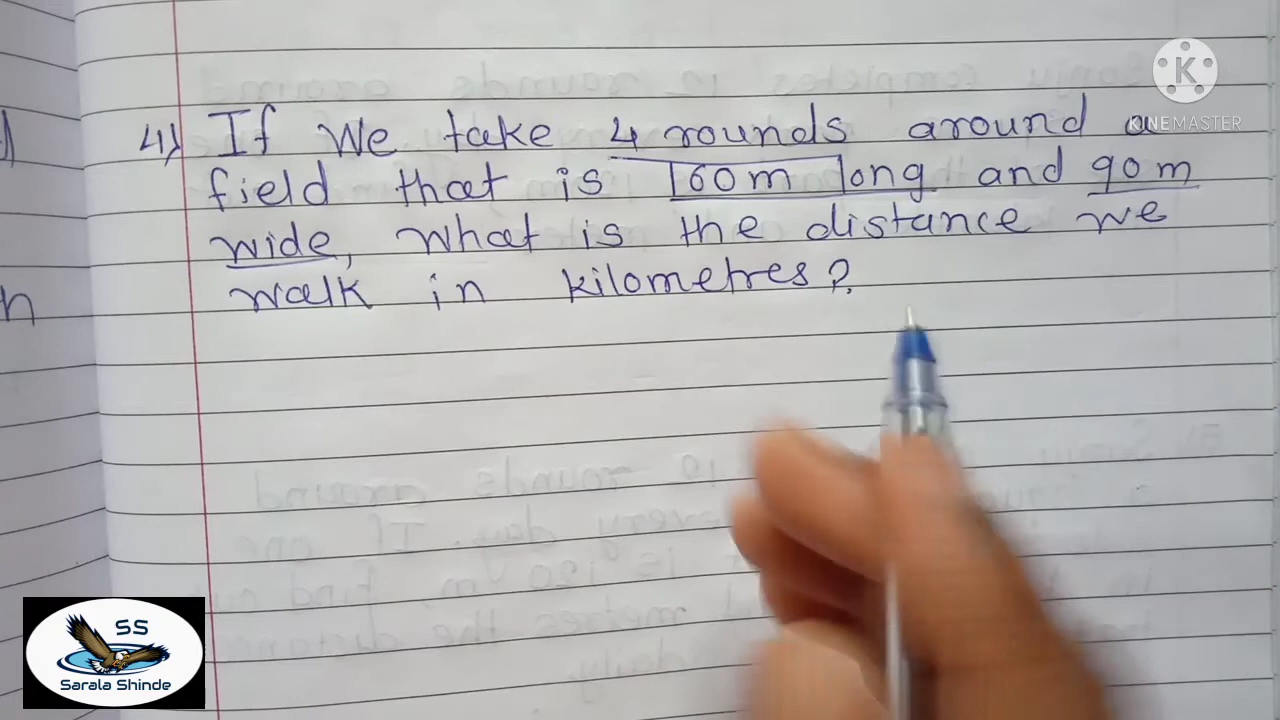 4) If we take 4 rounds around a
field that is 160m long and 90m
wide, what is the distance we
walk in kilometres?
KINEMASTER
K
SS
Sarala Shinde